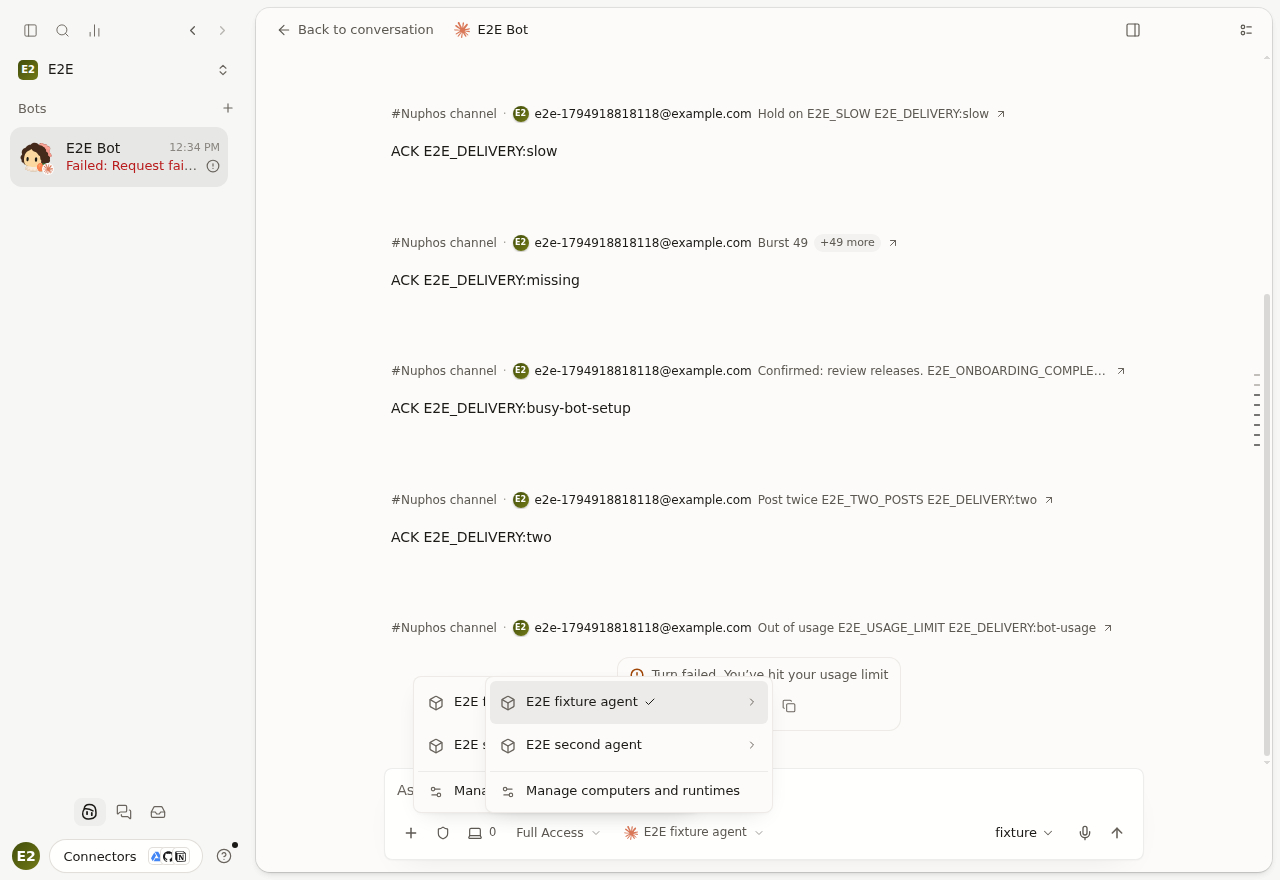 Back to conversation
E2E Bot
E2 E2E
Bots
E2E Bot 12:34 PM
Failed: Request fai...
#Nuphos channel · E2 e2e-1794918818118@example.com Hold on E2E_SLOW E2E_DELIVERY:slow
ACK E2E_DELIVERY:slow
#Nuphos channel · E2 e2e-1794918818118@example.com Burst 49 +49 more
ACK E2E_DELIVERY:missing
#Nuphos channel · E2 e2e-1794918818118@example.com Confirmed: review releases. E2E_ONBOARDING_COMPLE...
ACK E2E_DELIVERY:busy-bot-setup
#Nuphos channel · E2 e2e-1794918818118@example.com Post twice E2E_TWO_POSTS E2E_DELIVERY:two
ACK E2E_DELIVERY:two
#Nuphos channel · E2 e2e-1794918818118@example.com Out of usage E2E_USAGE_LIMIT E2E_DELIVERY:bot-usage
Turn failed. You've hit your usage limit
E2E f
E2E fixture agent
E2E s
E2E second agent
Mana
Manage computers and runtimes
As
0 Full Access E2E fixture agent fixture
E2 Connectors